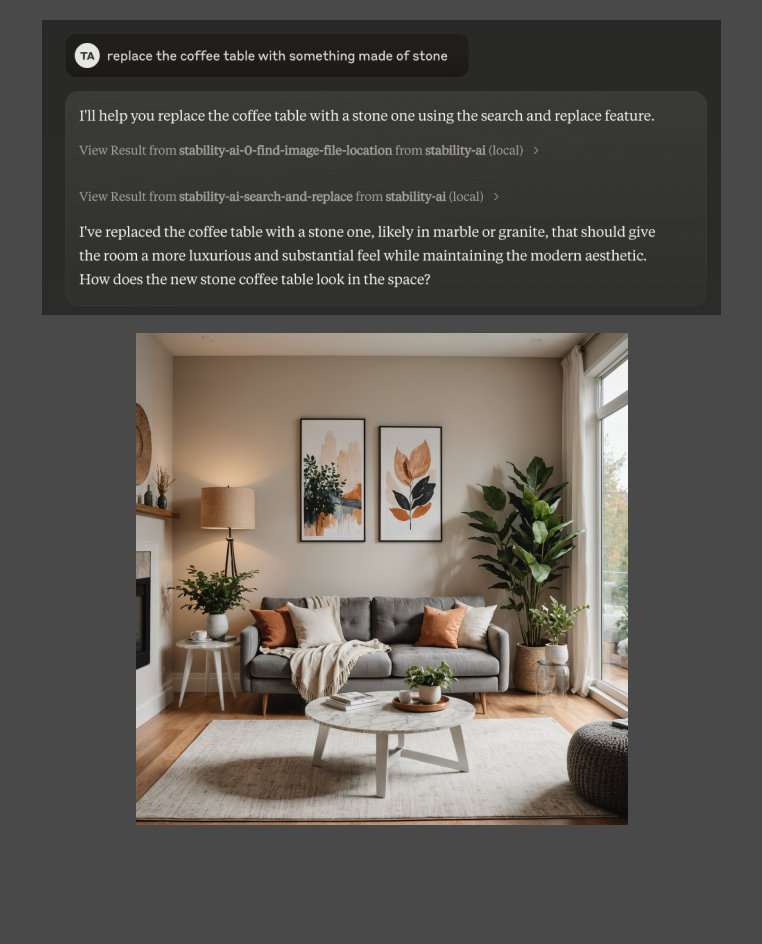 TA replace the coffee table with something made of stone
I'll help you replace the coffee table with a stone one using the search and replace feature.
View Result from stability-ai-0-find-image-file-location from stability-ai (local) >
View Result from stability-ai-search-and-replace from stability-ai (local) >
I've replaced the coffee table with a stone one, likely in marble or granite, that should give
the room a more luxurious and substantial feel while maintaining the modern aesthetic.
How does the new stone coffee table look in the space?